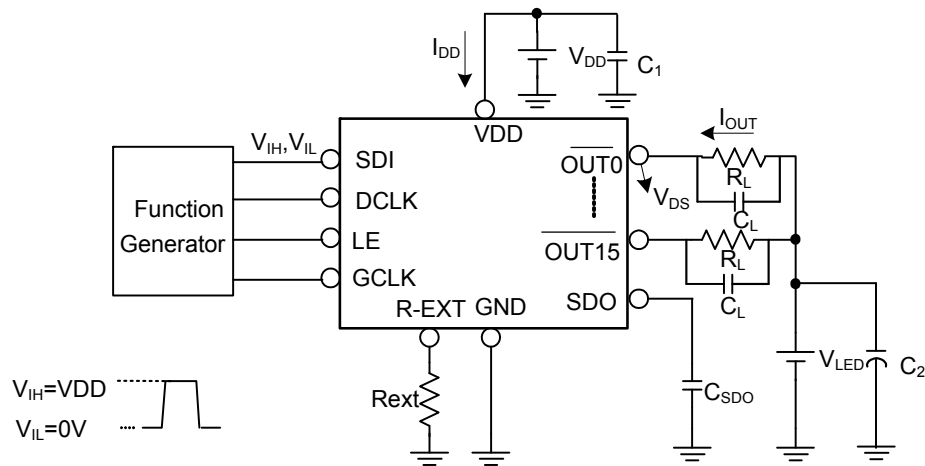 I_DD
V_DD
C_1
VDD
I_OUT
V_IH,V_IL
SDI
OUT0
R_L
V_DS
C_L
DCLK
Function
Generator
LE
OUT15
R_L
GCLK
C_L
R-EXT
GND
SDO
V_LED
C_2
V_IH=VDD
Rext
C_SDO
V_IL=0V